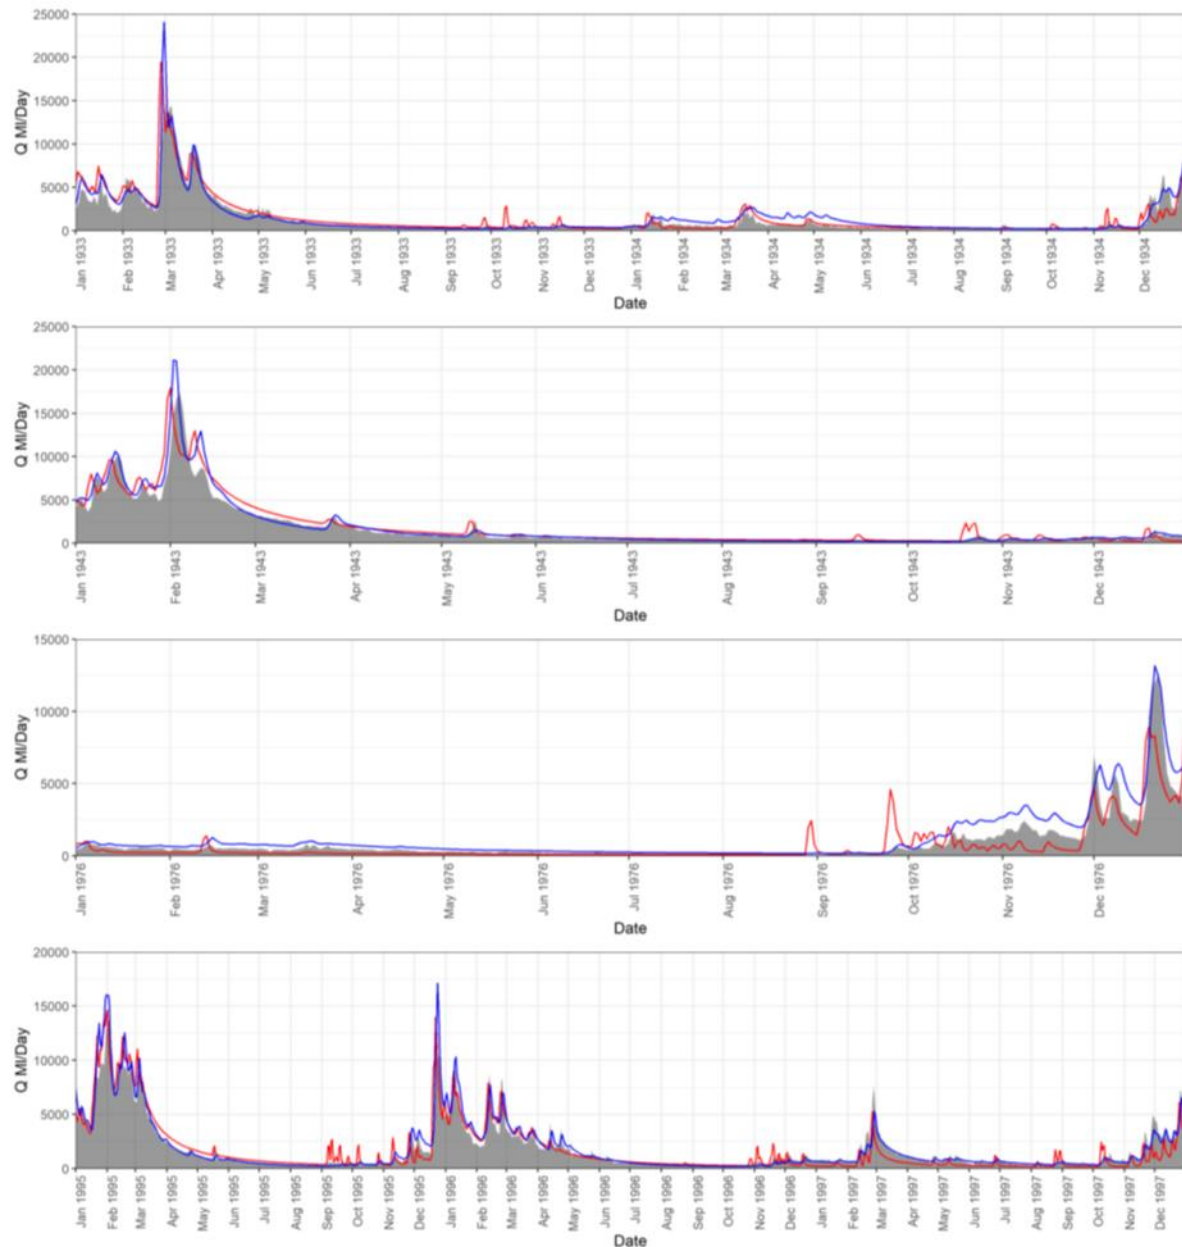 25000
20000
15000
10000
5000
0
Q Ml/Day
Jan 1933
Feb 1933
Mar 1933
Apr 1933
May 1933
Jun 1933
Jul 1933
Aug 1933
Sep 1933
Oct 1933
Nov 1933
Dec 1933
Jan 1934
Feb 1934
Mar 1934
Apr 1934
May 1934
Jun 1934
Jul 1934
Aug 1934
Sep 1934
Oct 1934
Nov 1934
Dec 1934
Date
25000
20000
15000
10000
5000
0
Q Ml/Day
Jan 1943
Feb 1943
Mar 1943
Apr 1943
May 1943
Jun 1943
Jul 1943
Aug 1943
Sep 1943
Oct 1943
Nov 1943
Dec 1943
Date
15000
10000
5000
0
Q Ml/Day
Jan 1976
Feb 1976
Mar 1976
Apr 1976
May 1976
Jun 1976
Jul 1976
Aug 1976
Sep 1976
Oct 1976
Nov 1976
Dec 1976
Date
20000
15000
10000
5000
0
Q Ml/Day
Jan 1995
Feb 1995
Mar 1995
Apr 1995
May 1995
Jun 1995
Jul 1995
Aug 1995
Sep 1995
Oct 1995
Nov 1995
Dec 1995
Jan 1996
Feb 1996
Mar 1996
Apr 1996
May 1996
Jun 1996
Jul 1996
Aug 1996
Sep 1996
Oct 1996
Nov 1996
Dec 1996
Jan 1997
Feb 1997
Mar 1997
Apr 1997
May 1997
Jun 1997
Jul 1997
Aug 1997
Sep 1997
Oct 1997
Nov 1997
Dec 1997
Date